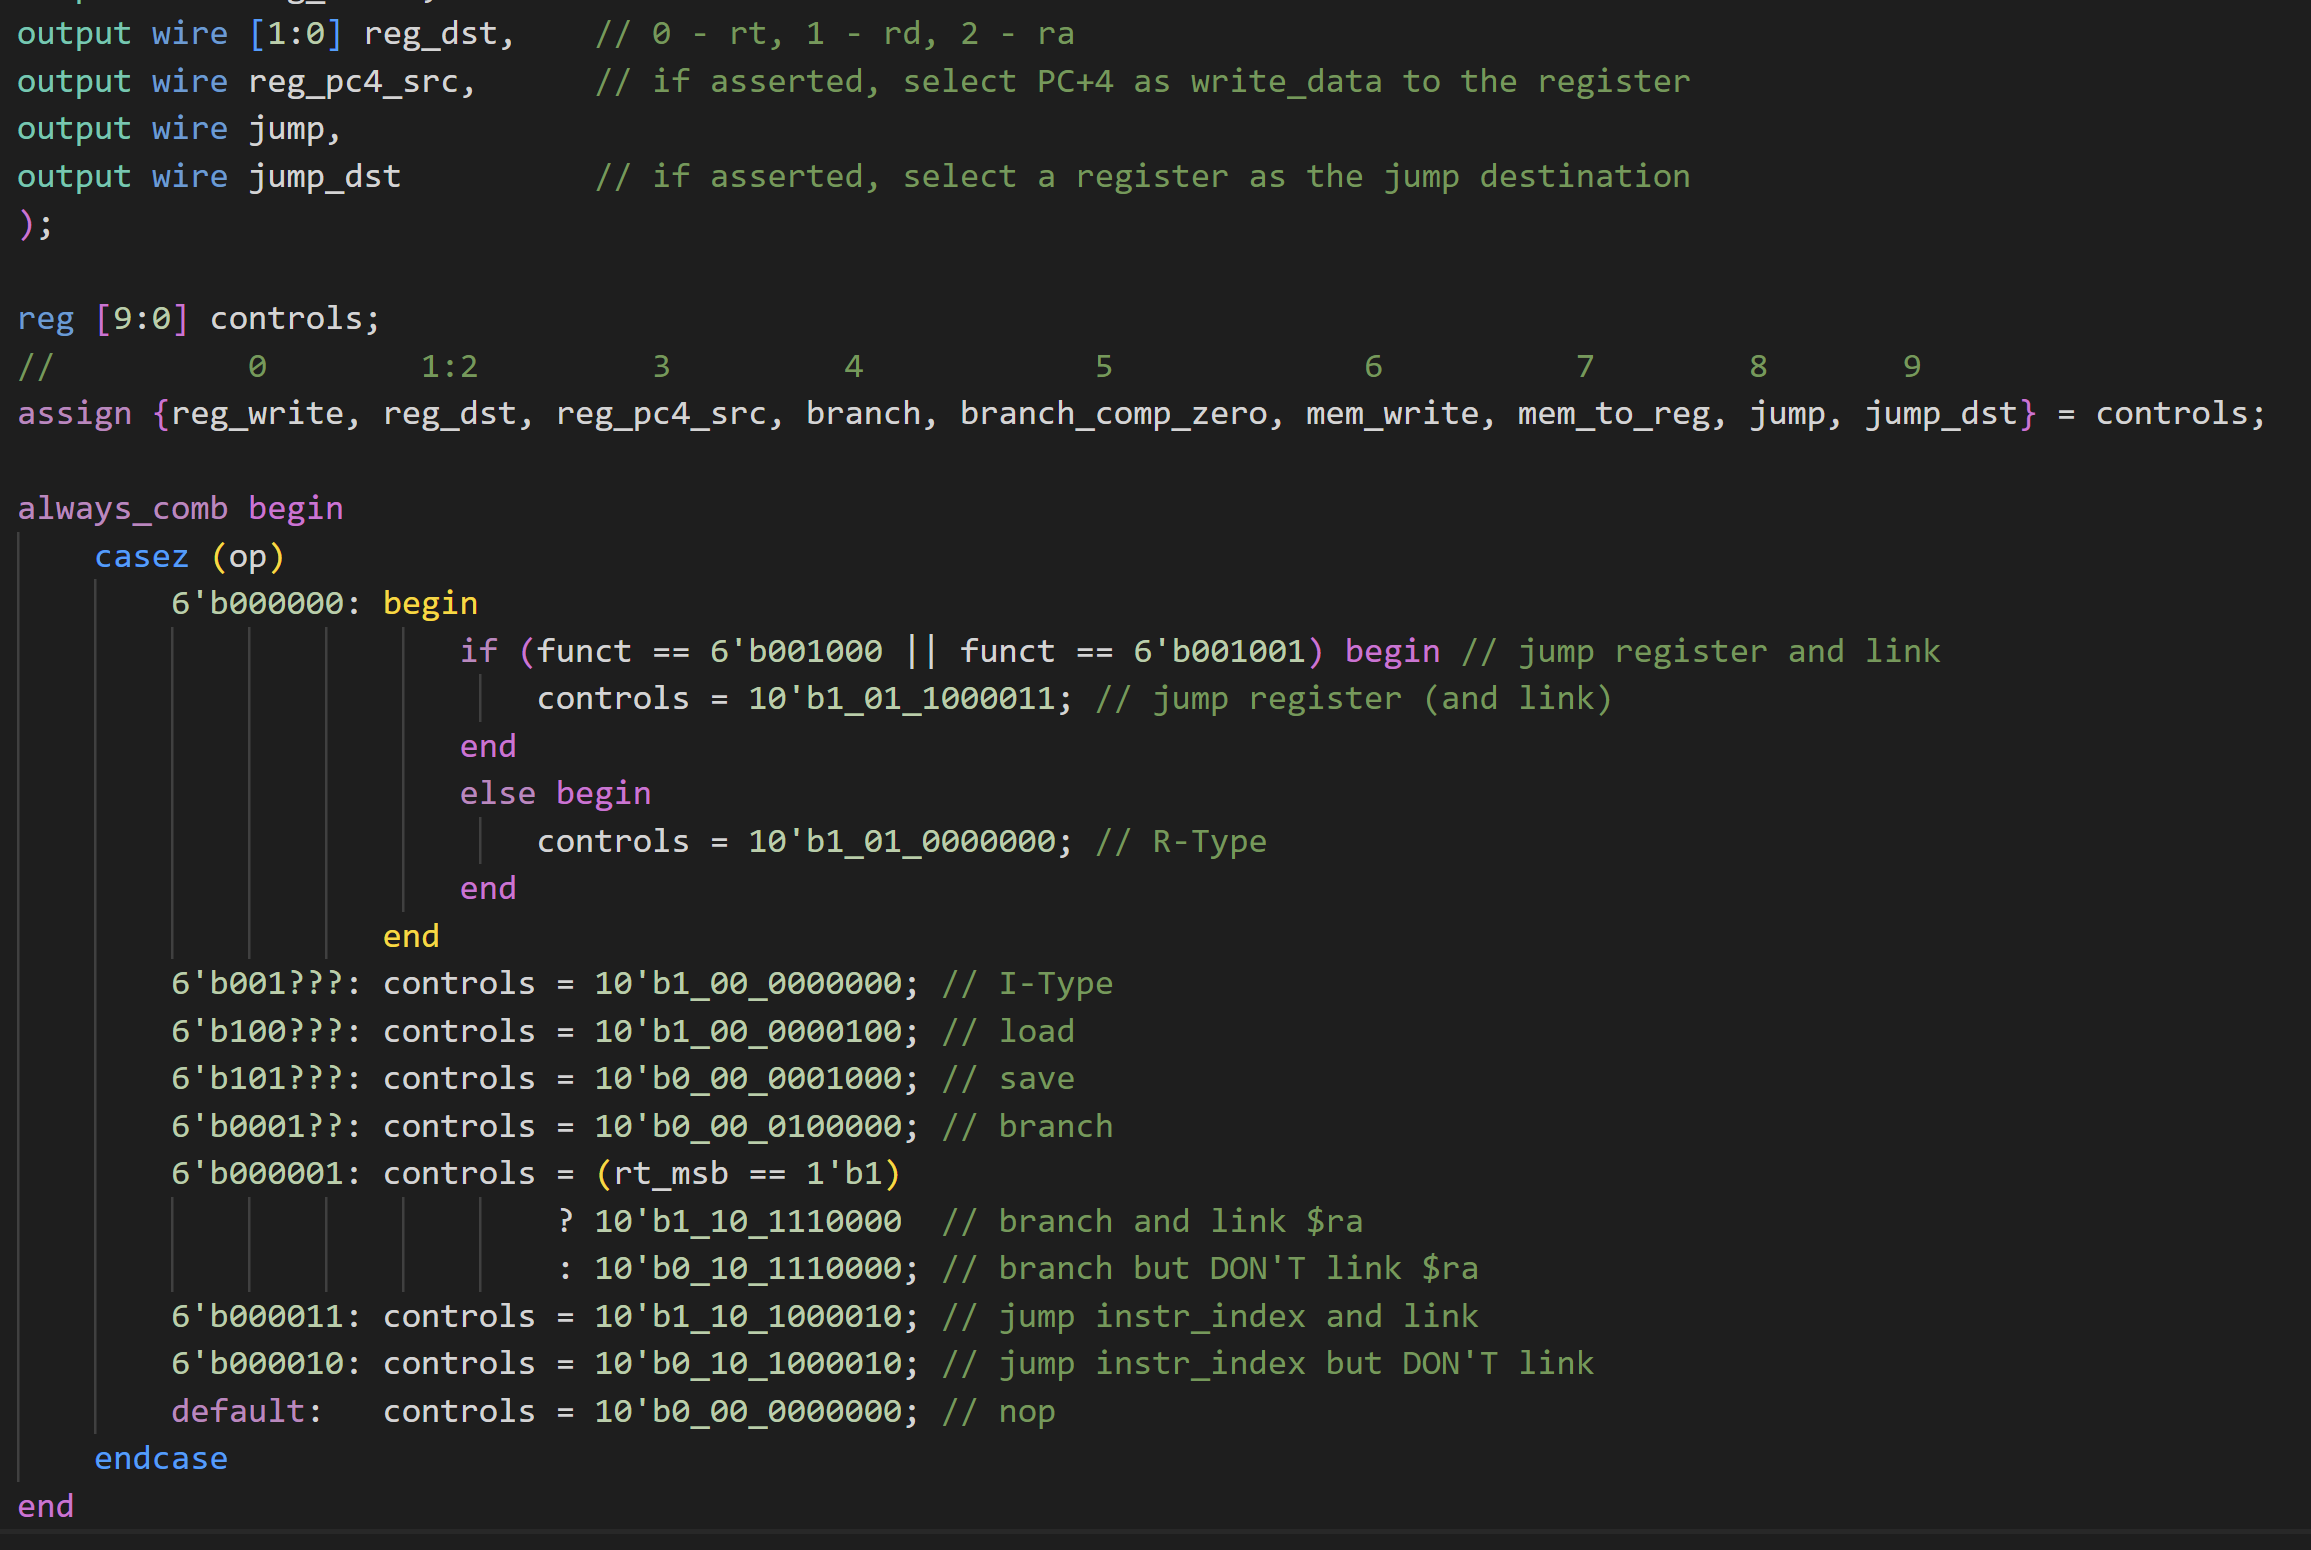 output wire [1:0] reg_dst,    // 0 - rt, 1 - rd, 2 - ra
output wire reg_pc4_src,      // if asserted, select PC+4 as write_data to the register
output wire jump,
output wire jump_dst          // if asserted, select a register as the jump destination
);
reg [9:0] controls;
//          0        1:2         3         4            5             6          7        8       9
assign {reg_write, reg_dst, reg_pc4_src, branch, branch_comp_zero, mem_write, mem_to_reg, jump, jump_dst} = controls;
always_comb begin
    casez (op)
        6'b000000: begin
                       if (funct == 6'b001000 || funct == 6'b001001) begin // jump register and link
                           controls = 10'b1_01_1000011; // jump register (and link)
                       end
                       else begin
                           controls = 10'b1_01_0000000; // R-Type
                       end
                   end
        6'b001???: controls = 10'b1_00_0000000; // I-Type
        6'b100???: controls = 10'b1_00_0000100; // load
        6'b101???: controls = 10'b0_00_0001000; // save
        6'b0001??: controls = 10'b0_00_0100000; // branch
        6'b000001: controls = (rt_msb == 1'b1)
                            ? 10'b1_10_1110000  // branch and link $ra
                            : 10'b0_10_1110000; // branch but DON'T link $ra
        6'b000011: controls = 10'b1_10_1000010; // jump instr_index and link
        6'b000010: controls = 10'b0_10_1000010; // jump instr_index but DON'T link
        default:   controls = 10'b0_00_0000000; // nop
    endcase
end